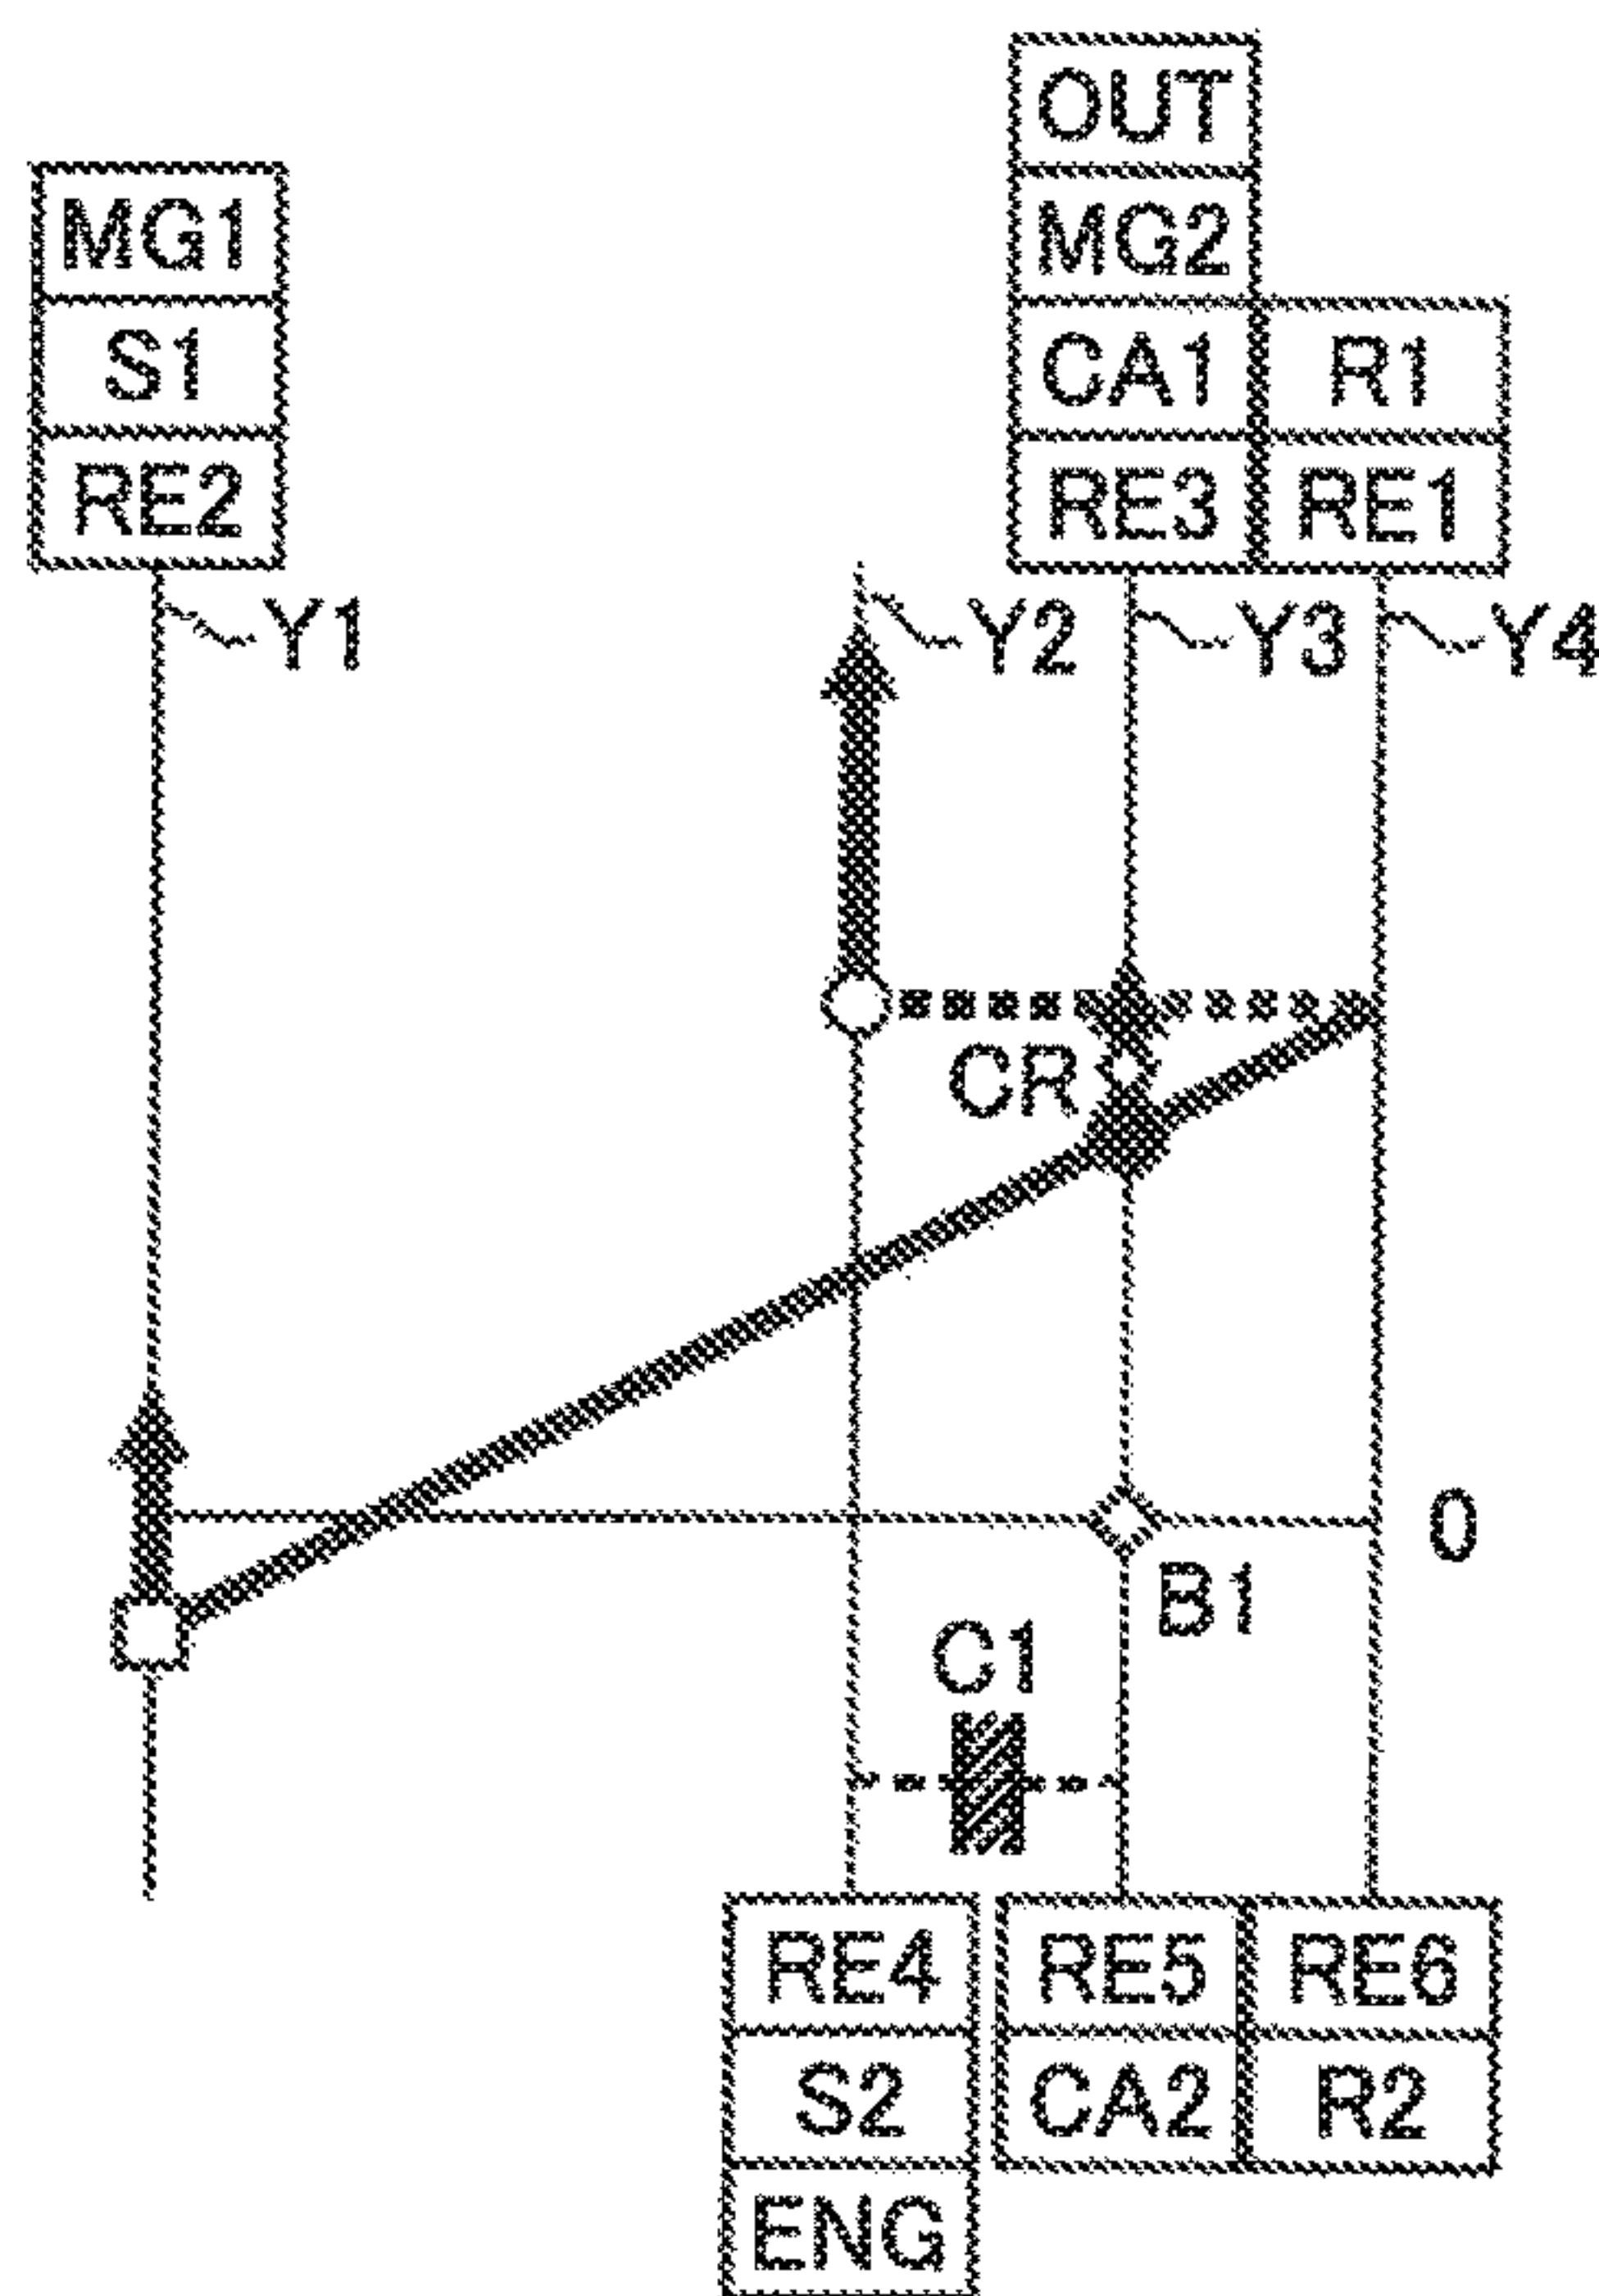 OUT
MG1
MG2
S1
CA1 R1
RE2
RE3 RE1
Y1
Y2
Y3
Y4
CR
0
B1
C1
RE4 RE5 RE6
S2 CA2 R2
ENG